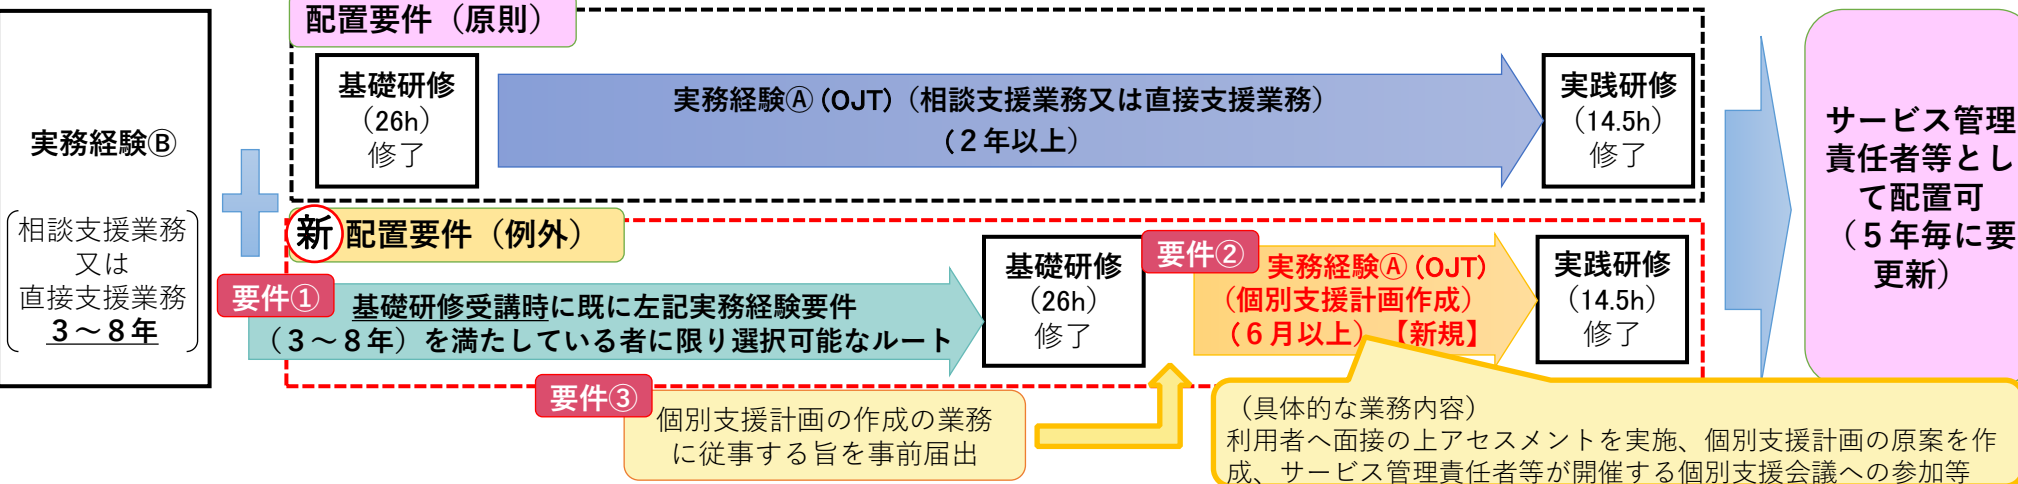 配置要件（原則）
実務経験Ⓑ
相談支援業務
又は
直接支援業務
３～８年
基礎研修
（26h）
修了
実務経験Ⓐ (OJT)（相談支援業務又は直接支援業務）
（２年以上）
実践研修
（14.5h）
修了
サービス管理
責任者等とし
て配置可
（５年毎に要
更新）
新 配置要件（例外）
要件①
基礎研修受講時に既に左記実務経験要件
（３～８年）を満たしている者に限り選択可能なルート
基礎研修
（26h）
修了
要件②
実務経験Ⓐ (OJT)
（個別支援計画作成）
（６月以上）【新規】
実践研修
（14.5h）
修了
要件③
個別支援計画の作成の業務
に従事する旨を事前届出
（具体的な業務内容）
利用者へ面接の上アセスメントを実施、個別支援計画の原案を作
成、サービス管理責任者等が開催する個別支援会議への参加等